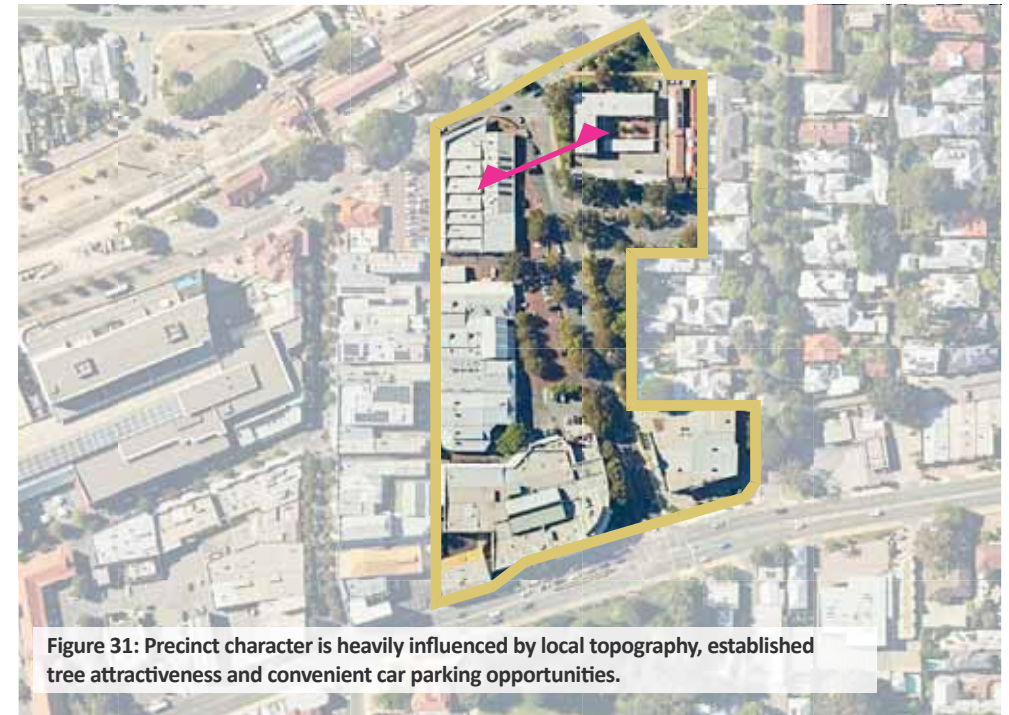 Figure 31: Precinct character is heavily influenced by local topography, established
tree attractiveness and convenient car parking opportunities.